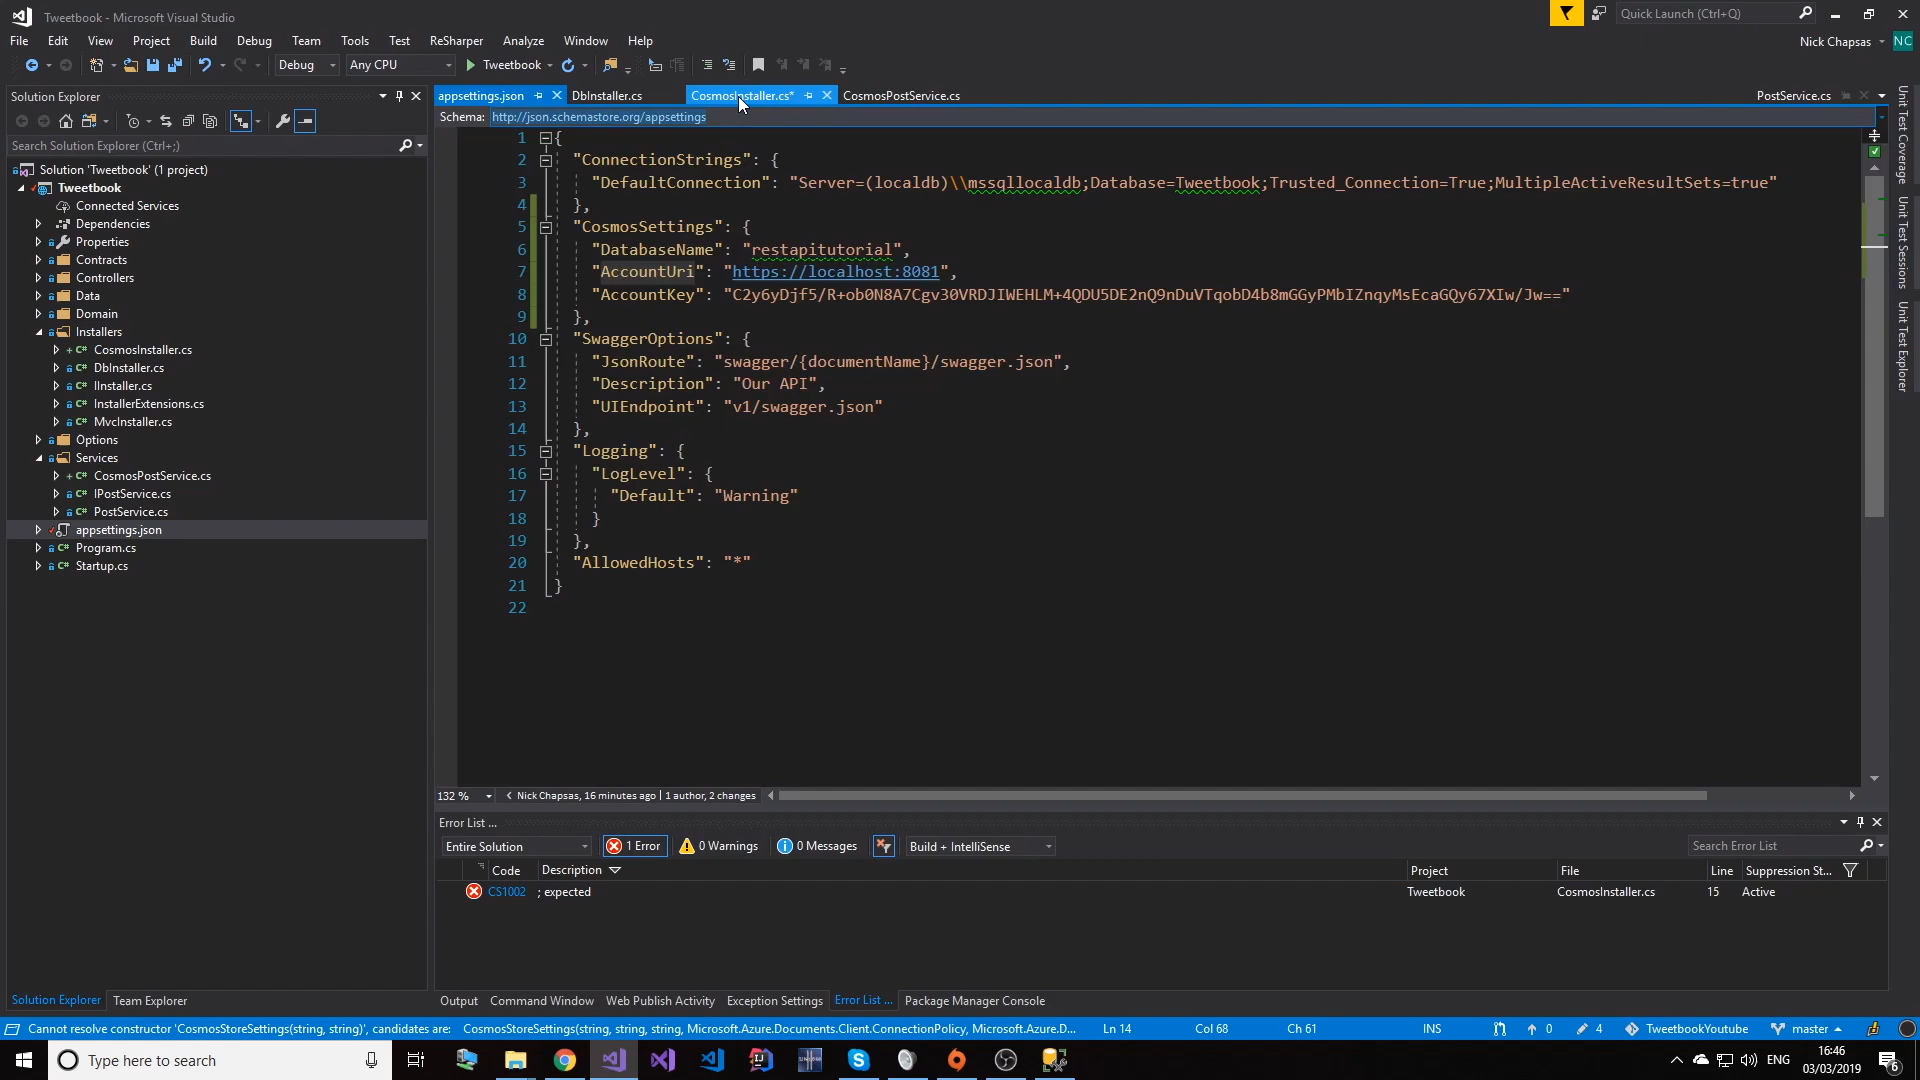 Tweetbook - Microsoft Visual Studio
Quick Launch (Ctrl+Q)
File Edit View Project Build Debug Team Tools Test ReSharper Analyze Window Help
Nick Chapsas NC
Debug Any CPU Tweetbook
Solution Explorer
appsettings.json DbInstaller.cs CosmosInstaller.cs* CosmosPostService.cs PostService.cs
Schema: http://json.schemastore.org/appsettings
Search Solution Explorer (Ctrl+;)
Solution 'Tweetbook' (1 project)
Tweetbook
Connected Services
Dependencies
Properties
Contracts
Controllers
Data
Domain
Installers
CosmosInstaller.cs
DbInstaller.cs
IInstaller.cs
InstallerExtensions.cs
MvcInstaller.cs
Options
Services
CosmosPostService.cs
IPostService.cs
PostService.cs
appsettings.json
Program.cs
Startup.cs
1 {
2 "ConnectionStrings": {
3 "DefaultConnection": "Server=(localdb)\\mssqllocaldb;Database=Tweetbook;Trusted_Connection=True;MultipleActiveResultSets=true"
4 },
5 "CosmosSettings": {
6 "DatabaseName": "restapitutorial",
7 "AccountUri": "https://localhost:8081",
8 "AccountKey": "C2y6yDjf5/R+ob0N8A7Cgv30VRDJIWEHLM+4QDU5DE2nQ9nDuVTqobD4b8mGGyPMbIZnqyMsEcaGQy67XIw/Jw=="
9 },
10 "SwaggerOptions": {
11 "JsonRoute": "swagger/{documentName}/swagger.json",
12 "Description": "Our API",
13 "UIEndpoint": "v1/swagger.json"
14 },
15 "Logging": {
16 "LogLevel": {
17 "Default": "Warning"
18 }
19 },
20 "AllowedHosts": "*"
21 }
22
Unit Test Coverage
Unit Test Sessions
Unit Test Explorer
132 % Nick Chapsas, 16 minutes ago | 1 author, 2 changes
Error List ...
Entire Solution 1 Error 0 Warnings 0 Messages Build + IntelliSense Search Error List
Code Description Project File Line Suppression St...
CS1002 ; expected Tweetbook CosmosInstaller.cs 15 Active
Solution Explorer Team Explorer
Output Command Window Web Publish Activity Exception Settings Error List ... Package Manager Console
Cannot resolve constructor 'CosmosStoreSettings(string, string)', candidates are: CosmosStoreSettings(string, string, string, Microsoft.Azure.Documents.Client.ConnectionPolicy, Microsoft.Azure.D... Ln 14 Col 68 Ch 61 INS 0 4 TweetbookYoutube master
Type here to search
ENG
16:46
03/03/2019
6